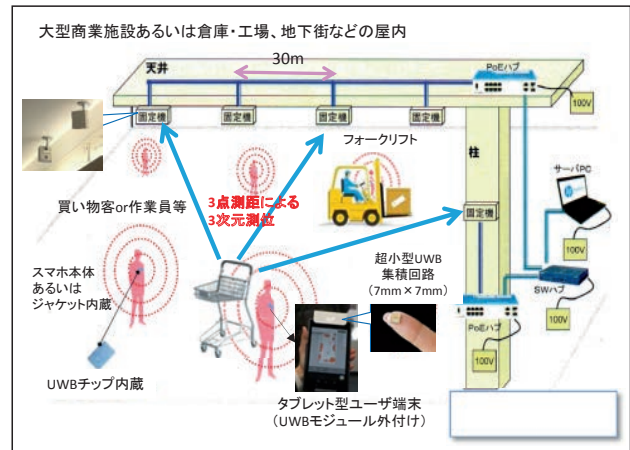 大型商業施設あるいは倉庫・工場、地下街などの屋内
天井
30m
PoEハブ
100V
固定機
固定機
固定機
固定機
フォークリフト
柱
サーバPC
買い物客or作業員等
3点測距による
3次元測位
固定機
100V
スマホ本体
あるいは
ジャケット内蔵
超小型UWB
集積回路
(7mm×7mm)
SWハブ
100V
PoEハブ
100V
UWBチップ内蔵
タブレット型ユーザ端末
(UWBモジュール外付け)